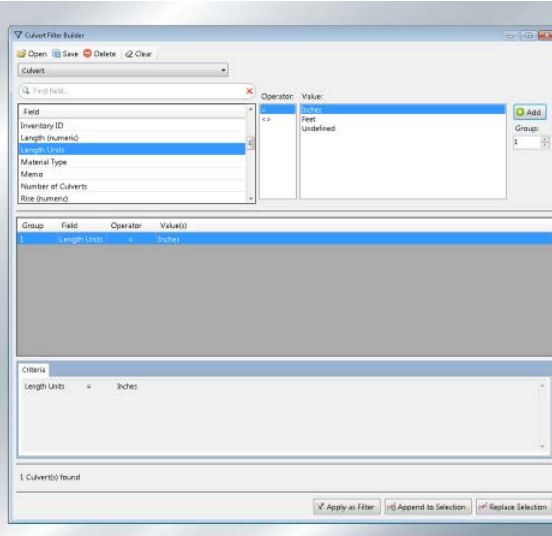 Culvert Filter Builder
Open Save Delete Clear
Culvert
Find field...
Operator: Value:
Field
Inventory ID
Length (numeric)
Length Units
Material Type
Memo
Number of Culverts
Rise (numeric)
=
<>
Inches
Feet
Undefined
Add
Group:
1
Group Field Operator Value(s)
1 Length Units = Inches
Criteria
Length Units = Inches
1 Culvert(s) found
Apply as Filter Append to Selection Replace Selection